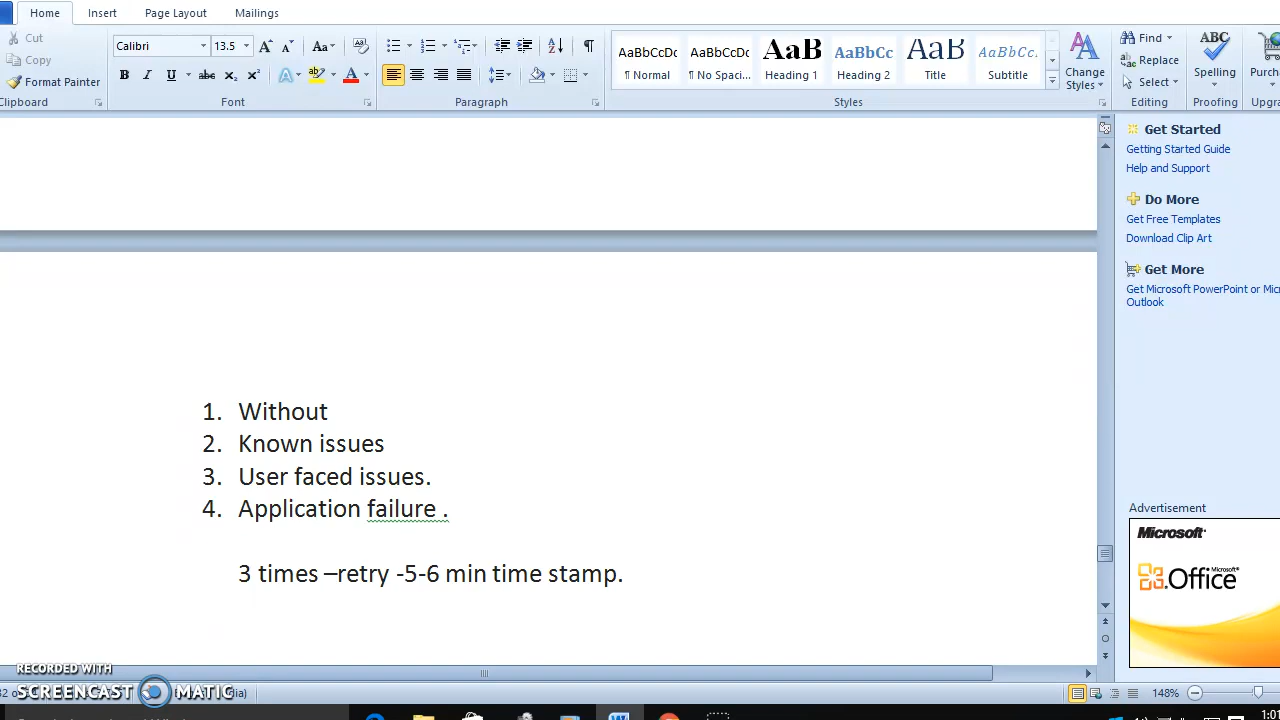 Home Insert Page Layout Mailings
Cut
Copy
Format Painter
Clipboard
Calibri 13.5
Font
Paragraph
AaBbCcDc AaBbCcDc AaB AaBbCc AaB AaBbCc.
¶ Normal ¶ No Spaci... Heading 1 Heading 2 Title Subtitle
Change
Styles
Styles
Find
Replace
Select
Editing
ABC
Spelling
Proofing
Get Started
Getting Started Guide
Help and Support
Do More
Get Free Templates
Download Clip Art
Get More
Get Microsoft PowerPoint or
Outlook
1. Without
2. Known issues
3. User faced issues.
4. Application failure .
3 times –retry -5-6 min time stamp.
Advertisement
Microsoft
Microsoft
Office
RECORDED WITH
SCREENCAST MATIC
148%